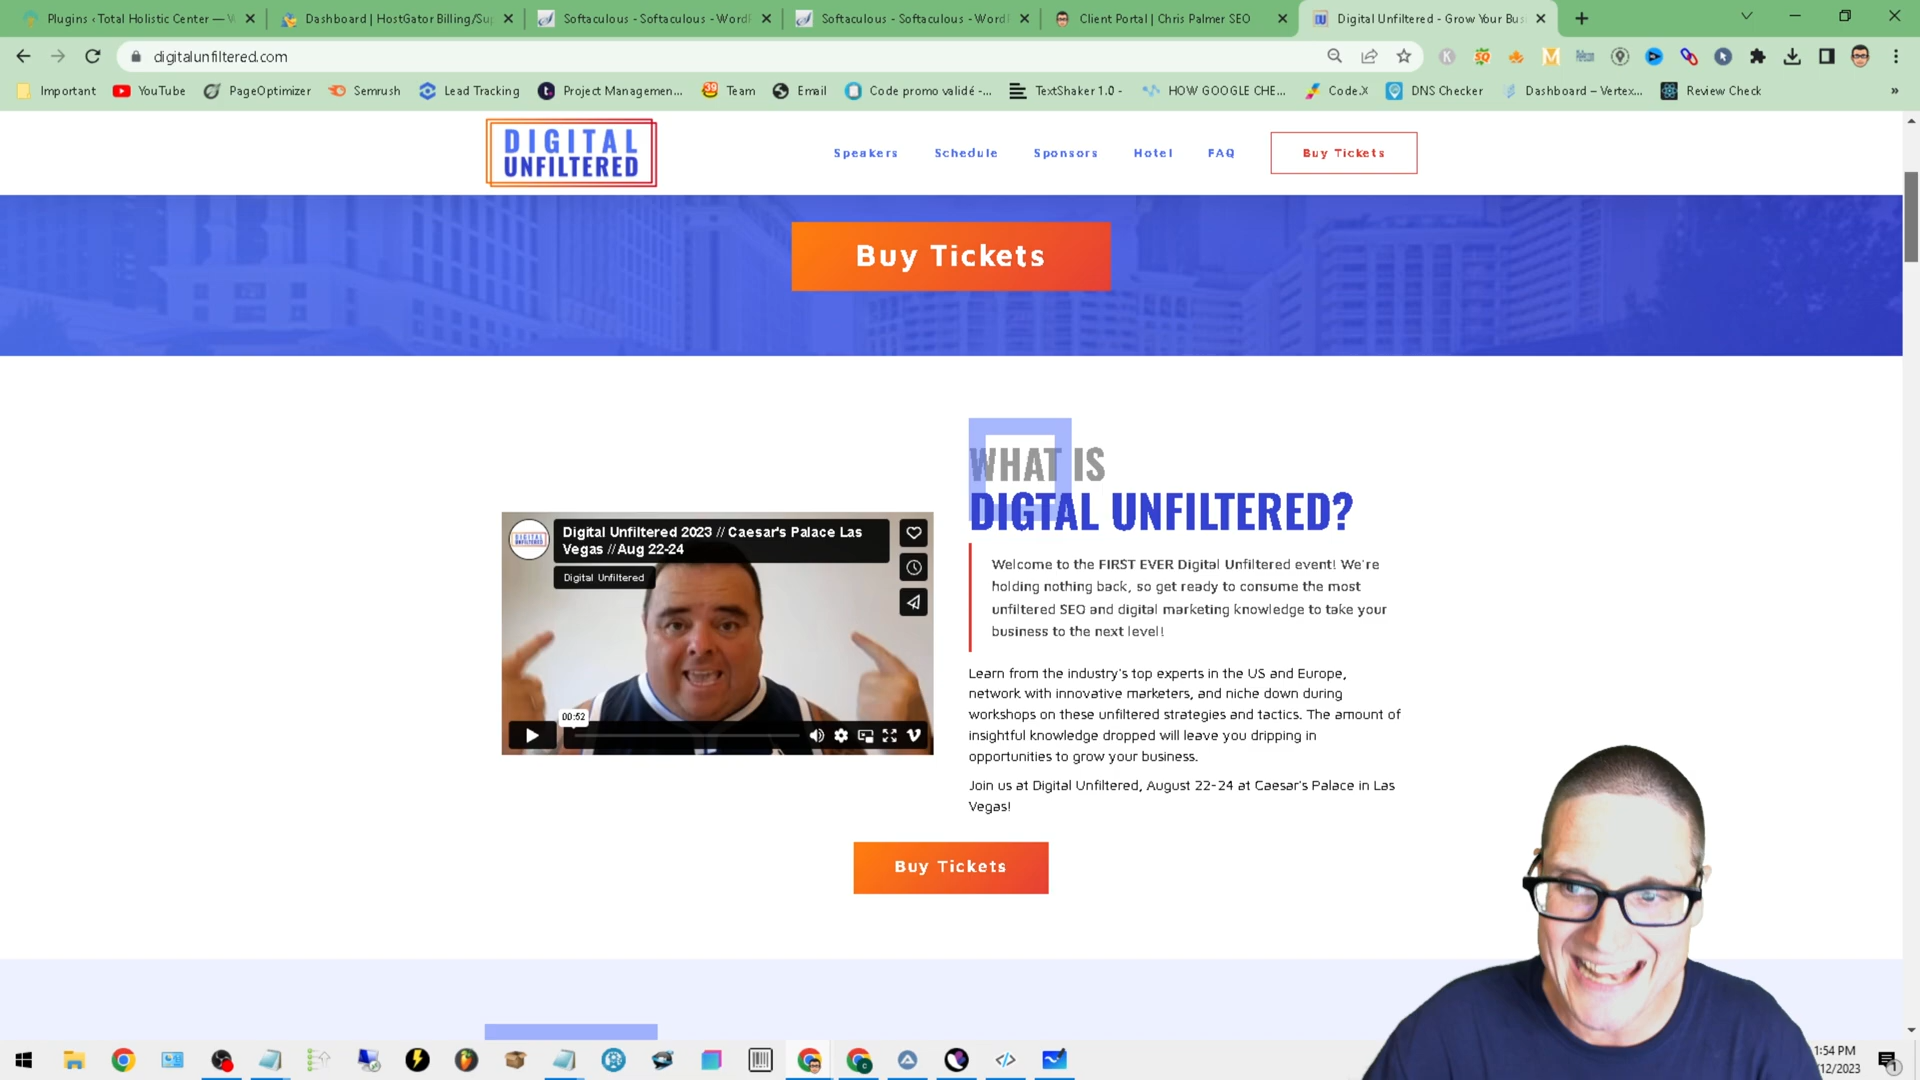 Plugins ‹ Total Holistic Center — W
Dashboard | HostGator Billing/Sup
Softaculous - Softaculous - WordP
Softaculous - Softaculous - WordP
Client Portal | Chris Palmer SEO
Digital Unfiltered - Grow Your Bus
digitalunfiltered.com
Important
YouTube
PageOptimizer
Semrush
Lead Tracking
Project Managemen...
Team
Email
Code promo validé -...
TextShaker 1.0 -
HOW GOOGLE CHE...
Code.X
DNS Checker
Dashboard – Vertex...
Review Check
»
DIGITAL
UNFILTERED
Speakers
Schedule
Sponsors
Hotel
FAQ
Buy Tickets
Buy Tickets
WHAT IS
DIGTAL UNFILTERED?
Digital Unfiltered 2023 // Caesar's Palace Las
Vegas // Aug 22-24
Digital Unfiltered
00:52
Welcome to the FIRST EVER Digital Unfiltered event! We're
holding nothing back, so get ready to consume the most
unfiltered SEO and digital marketing knowledge to take your
business to the next level!
Learn from the industry's top experts in the US and Europe,
network with innovative marketers, and niche down during
workshops on these unfiltered strategies and tactics. The amount of
insightful knowledge dropped will leave you dripping in
opportunities to grow your business.
Join us at Digital Unfiltered, August 22-24 at Caesar's Palace in Las
Vegas!
Buy Tickets
1:54 PM
/12/2023